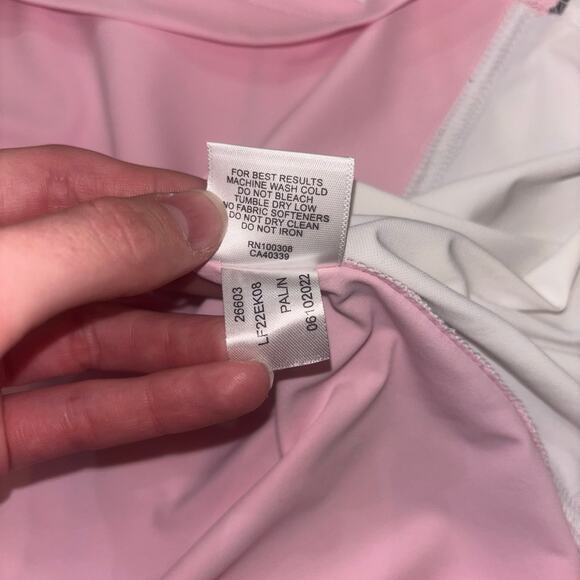 FOR BEST RESULTS
MACHINE WASH COLD
DO NOT BLEACH
TUMBLE DRY LOW
NO FABRIC SOFTENERS
DO NOT DRY CLEAN
DO NOT IRON
RN100308
CA40339
26603
LF22EK08
PAL/N
06102022